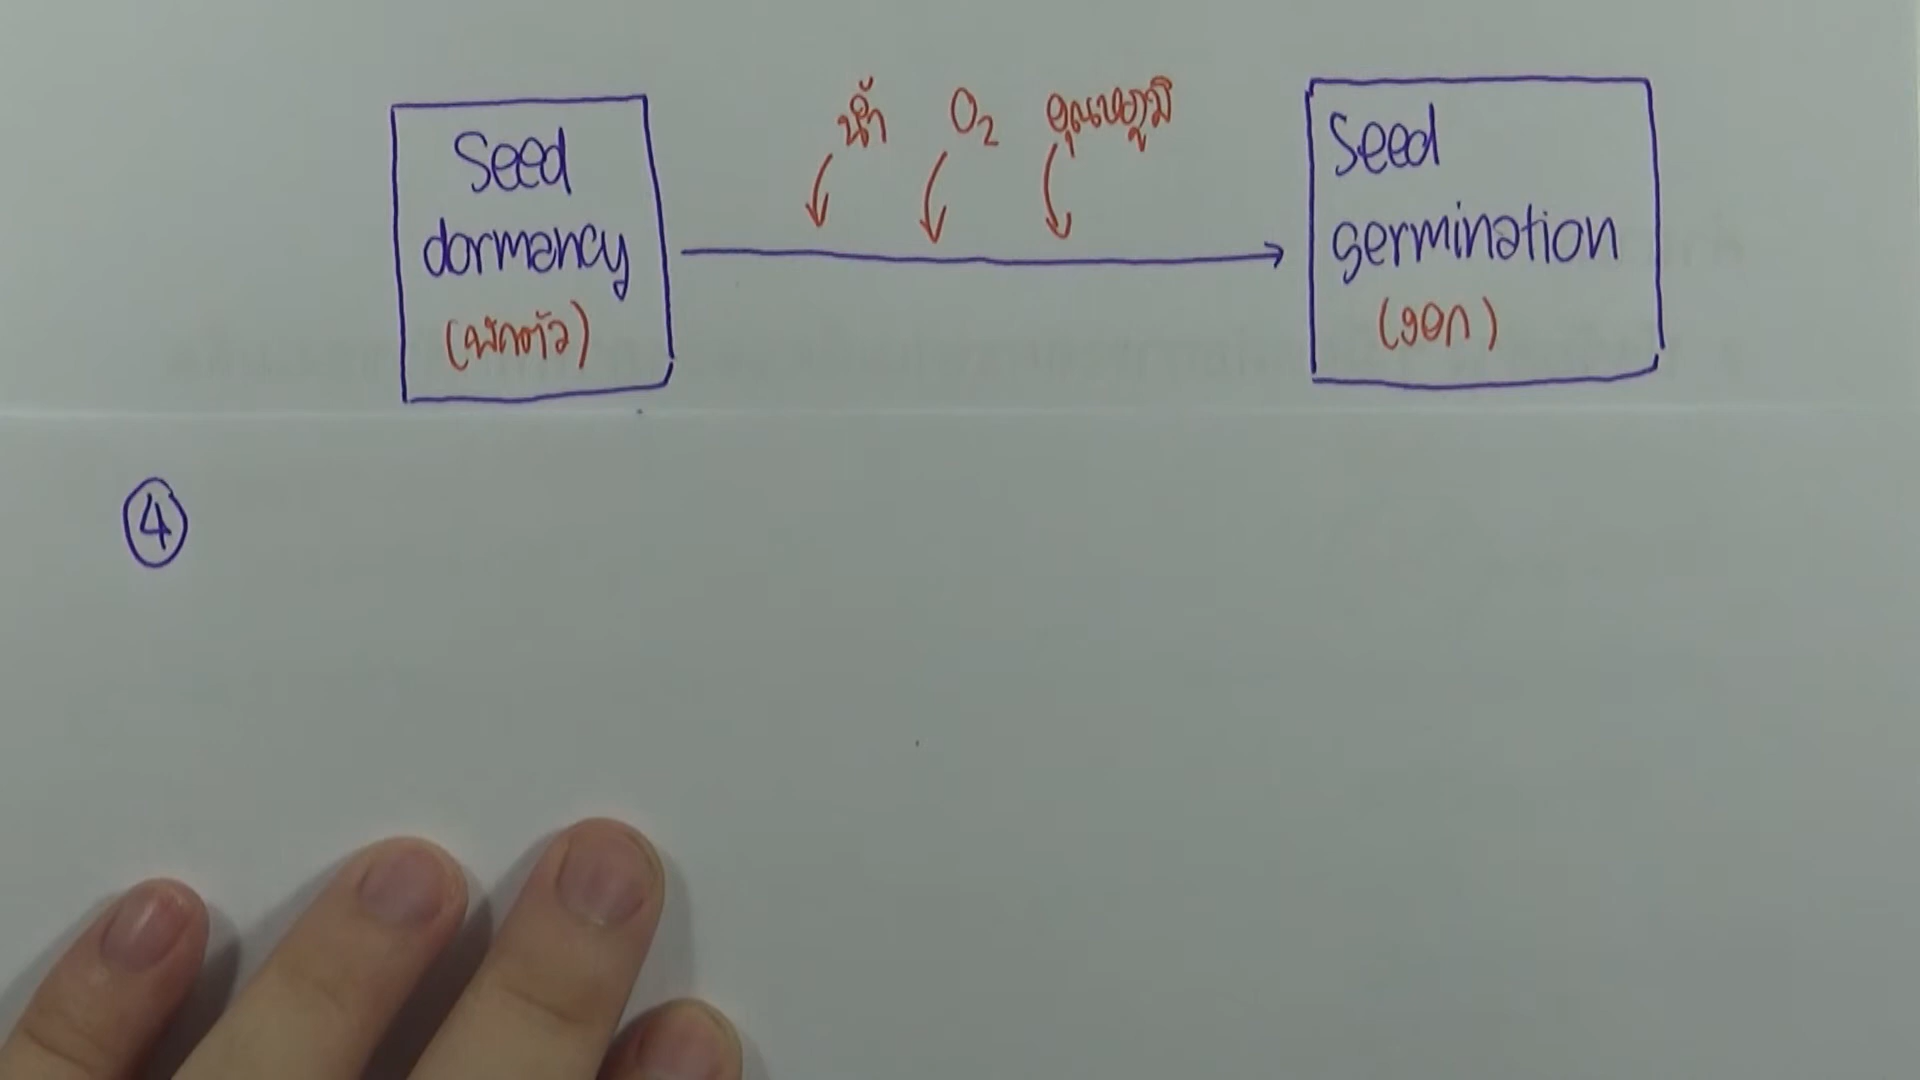 Seed
dormancy
(พักตัว)
น้ำ O₂ อุณหภูมิ
Seed
germination
(งอก)
④